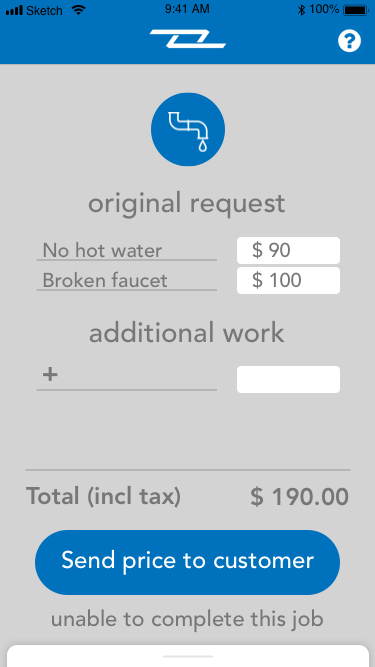 Sketch 9:41 AM 100%
?
original request
No hot water $ 90
Broken faucet $ 100
additional work
+
Total (incl tax) $ 190.00
Send price to customer
unable to complete this job